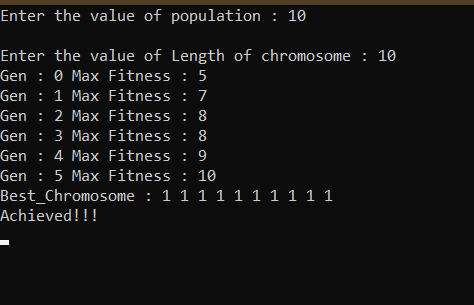 Enter the value of population : 10
Enter the value of Length of chromosome : 10
Gen : 0 Max Fitness : 5
Gen : 1 Max Fitness : 7
Gen : 2 Max Fitness : 8
Gen : 3 Max Fitness : 8
Gen : 4 Max Fitness : 9
Gen : 5 Max Fitness : 10
Best_Chromosome : 1 1 1 1 1 1 1 1 1 1
Achieved!!!